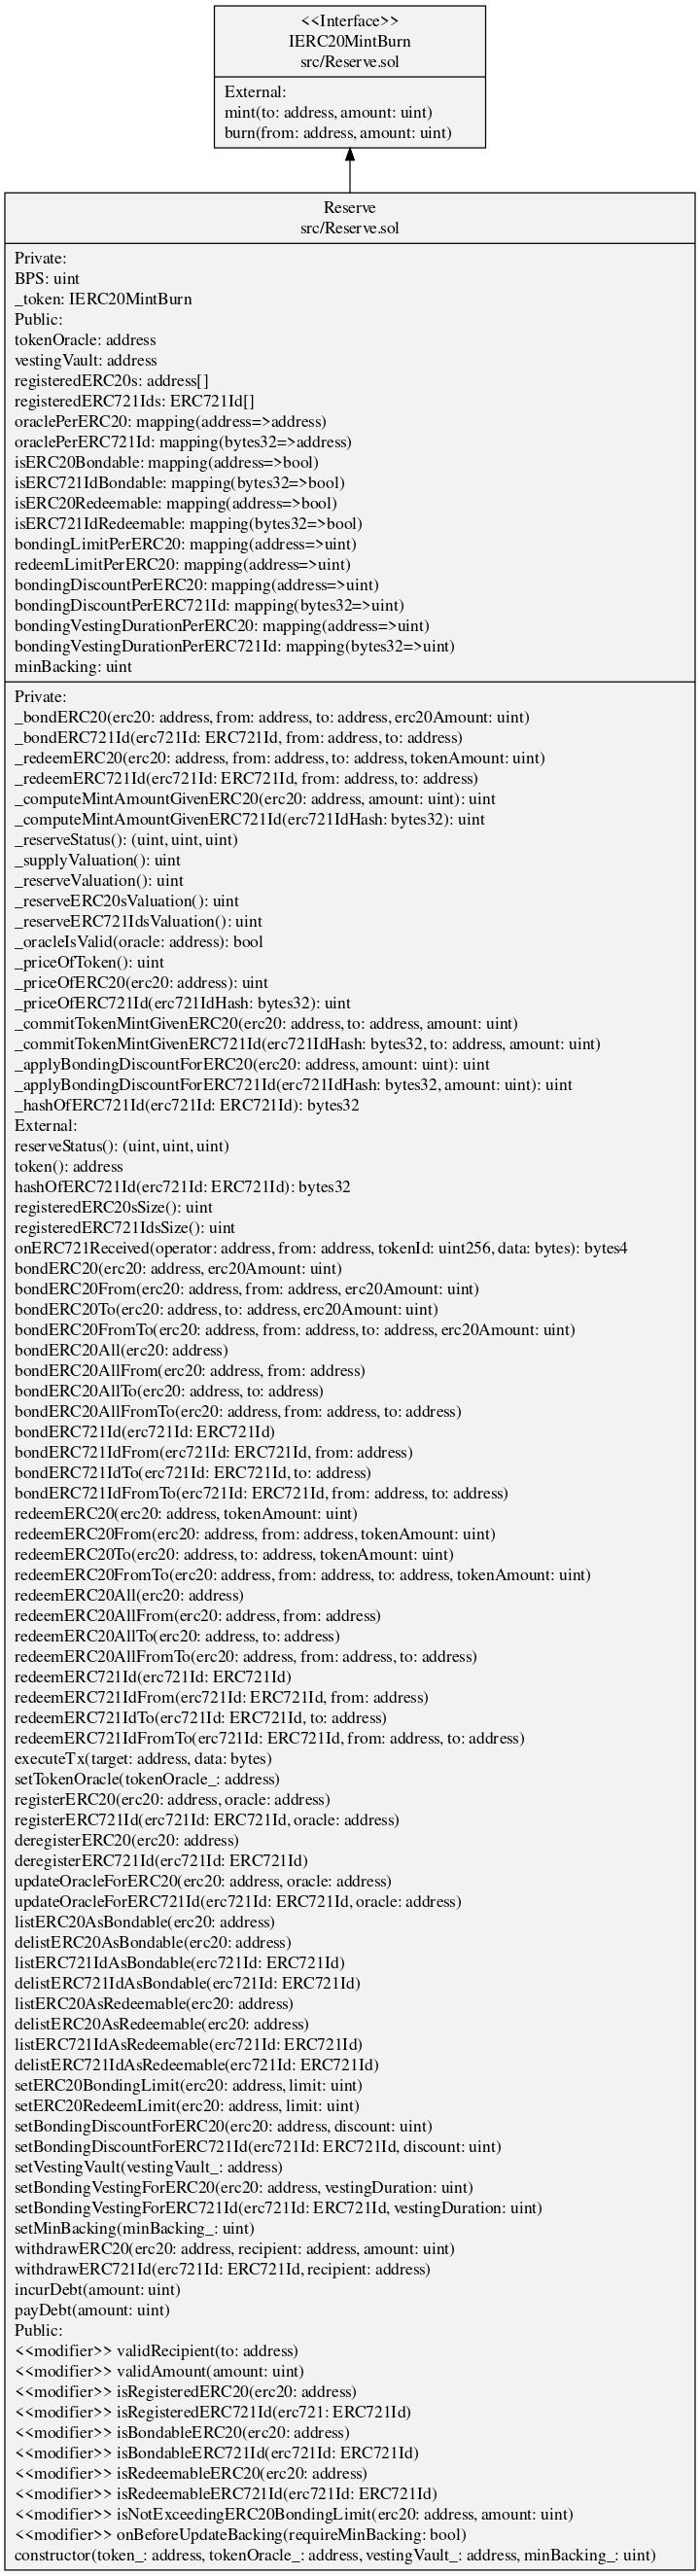 <<Interface>>
IERC20MintBurn
src/Reserve.sol
External:
mint(to: address, amount: uint)
burn(from: address, amount: uint)
Reserve
src/Reserve.sol
Private:
BPS: uint
_token: IERC20MintBurn
Public:
tokenOracle: address
vestingVault: address
registeredERC20s: address[]
registeredERC721Ids: ERC721Id[]
oraclePerERC20: mapping(address=>address)
oraclePerERC721Id: mapping(bytes32=>address)
isERC20Bondable: mapping(address=>bool)
isERC721IdBondable: mapping(bytes32=>bool)
isERC20Redeemable: mapping(address=>bool)
isERC721IdRedeemable: mapping(bytes32=>bool)
bondingLimitPerERC20: mapping(address=>uint)
redeemLimitPerERC20: mapping(address=>uint)
bondingDiscountPerERC20: mapping(address=>uint)
bondingDiscountPerERC721Id: mapping(bytes32=>uint)
bondingVestingDurationPerERC20: mapping(address=>uint)
bondingVestingDurationPerERC721Id: mapping(bytes32=>uint)
minBacking: uint
Private:
_bondERC20(erc20: address, from: address, to: address, erc20Amount: uint)
_bondERC721Id(erc721Id: ERC721Id, from: address, to: address)
_redeemERC20(erc20: address, from: address, to: address, tokenAmount: uint)
_redeemERC721Id(erc721Id: ERC721Id, from: address, to: address)
_computeMintAmountGivenERC20(erc20: address, amount: uint): uint
_computeMintAmountGivenERC721Id(erc721IdHash: bytes32): uint
_reserveStatus(): (uint, uint, uint)
_supplyValuation(): uint
_reserveValuation(): uint
_reserveERC20sValuation(): uint
_reserveERC721IdsValuation(): uint
_oracleIsValid(oracle: address): bool
_priceOfToken(): uint
_priceOfERC20(erc20: address): uint
_priceOfERC721Id(erc721IdHash: bytes32): uint
_commitTokenMintGivenERC20(erc20: address, to: address, amount: uint)
_commitTokenMintGivenERC721Id(erc721IdHash: bytes32, to: address, amount: uint)
_applyBondingDiscountForERC20(erc20: address, amount: uint): uint
_applyBondingDiscountForERC721Id(erc721IdHash: bytes32, amount: uint): uint
_hashOfERC721Id(erc721Id: ERC721Id): bytes32
External:
reserveStatus(): (uint, uint, uint)
token(): address
hashOfERC721Id(erc721Id: ERC721Id): bytes32
registeredERC20sSize(): uint
registeredERC721IdsSize(): uint
onERC721Received(operator: address, from: address, tokenId: uint256, data: bytes): bytes4
bondERC20(erc20: address, erc20Amount: uint)
bondERC20From(erc20: address, from: address, erc20Amount: uint)
bondERC20To(erc20: address, to: address, erc20Amount: uint)
bondERC20FromTo(erc20: address, from: address, to: address, erc20Amount: uint)
bondERC20All(erc20: address)
bondERC20AllFrom(erc20: address, from: address)
bondERC20AllTo(erc20: address, to: address)
bondERC20AllFromTo(erc20: address, from: address, to: address)
bondERC721Id(erc721Id: ERC721Id)
bondERC721IdFrom(erc721Id: ERC721Id, from: address)
bondERC721IdTo(erc721Id: ERC721Id, to: address)
bondERC721IdFromTo(erc721Id: ERC721Id, from: address, to: address)
redeemERC20(erc20: address, tokenAmount: uint)
redeemERC20From(erc20: address, from: address, tokenAmount: uint)
redeemERC20To(erc20: address, to: address, tokenAmount: uint)
redeemERC20FromTo(erc20: address, from: address, to: address, tokenAmount: uint)
redeemERC20All(erc20: address)
redeemERC20AllFrom(erc20: address, from: address)
redeemERC20AllTo(erc20: address, to: address)
redeemERC20AllFromTo(erc20: address, from: address, to: address)
redeemERC721Id(erc721Id: ERC721Id)
redeemERC721IdFrom(erc721Id: ERC721Id, from: address)
redeemERC721IdTo(erc721Id: ERC721Id, to: address)
redeemERC721IdFromTo(erc721Id: ERC721Id, from: address, to: address)
executeTx(target: address, data: bytes)
setTokenOracle(tokenOracle_: address)
registerERC20(erc20: address, oracle: address)
registerERC721Id(erc721Id: ERC721Id, oracle: address)
deregisterERC20(erc20: address)
deregisterERC721Id(erc721Id: ERC721Id)
updateOracleForERC20(erc20: address, oracle: address)
updateOracleForERC721Id(erc721Id: ERC721Id, oracle: address)
listERC20AsBondable(erc20: address)
delistERC20AsBondable(erc20: address)
listERC721IdAsBondable(erc721Id: ERC721Id)
delistERC721IdAsBondable(erc721Id: ERC721Id)
listERC20AsRedeemable(erc20: address)
delistERC20AsRedeemable(erc20: address)
listERC721IdAsRedeemable(erc721Id: ERC721Id)
delistERC721IdAsRedeemable(erc721Id: ERC721Id)
setERC20BondingLimit(erc20: address, limit: uint)
setERC20RedeemLimit(erc20: address, limit: uint)
setBondingDiscountForERC20(erc20: address, discount: uint)
setBondingDiscountForERC721Id(erc721Id: ERC721Id, discount: uint)
setVestingVault(vestingVault_: address)
setBondingVestingForERC20(erc20: address, vestingDuration: uint)
setBondingVestingForERC721Id(erc721Id: ERC721Id, vestingDuration: uint)
setMinBacking(minBacking_: uint)
withdrawERC20(erc20: address, recipient: address, amount: uint)
withdrawERC721Id(erc721Id: ERC721Id, recipient: address)
incurDebt(amount: uint)
payDebt(amount: uint)
Public:
<<modifier>> validRecipient(to: address)
<<modifier>> validAmount(amount: uint)
<<modifier>> isRegisteredERC20(erc20: address)
<<modifier>> isRegisteredERC721Id(erc721: ERC721Id)
<<modifier>> isBondableERC20(erc20: address)
<<modifier>> isBondableERC721Id(erc721Id: ERC721Id)
<<modifier>> isRedeemableERC20(erc20: address)
<<modifier>> isRedeemableERC721Id(erc721Id: ERC721Id)
<<modifier>> isNotExceedingERC20BondingLimit(erc20: address, amount: uint)
<<modifier>> onBeforeUpdateBacking(requireMinBacking: bool)
constructor(token_: address, tokenOracle_: address, vestingVault_: address, minBacking_: uint)